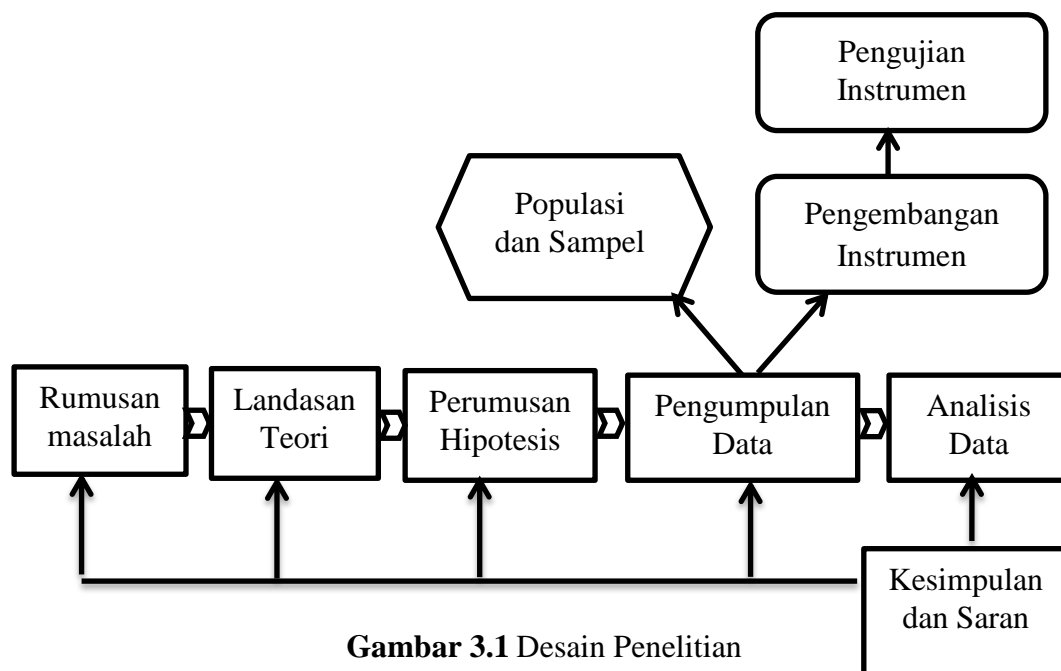 Pengujian
Instrumen
Populasi
dan Sampel
Pengembangan
Instrumen
Rumusan
masalah
Landasan
Teori
Perumusan
Hipotesis
Pengumpulan
Data
Analisis
Data
Kesimpulan
dan Saran
Gambar 3.1 Desain Penelitian